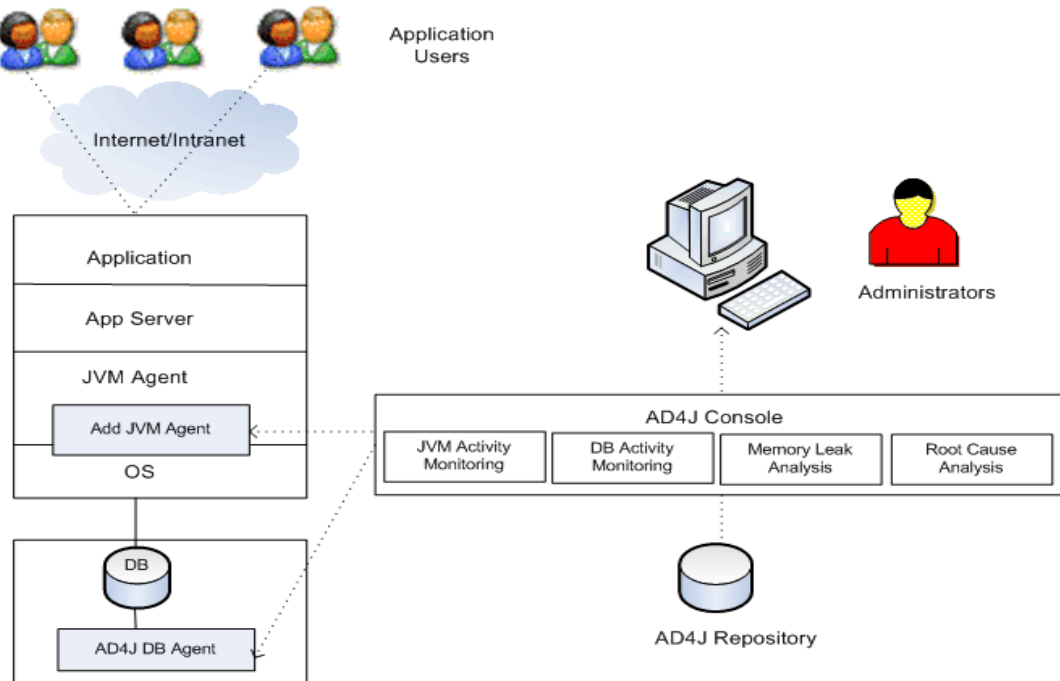 Application
Users
Internet/Intranet
Application
App Server
JVM Agent
Add JVM Agent
OS
DB
AD4J DB Agent
Administrators
AD4J Console
JVM Activity
Monitoring
DB Activity
Monitoring
Memory Leak
Analysis
Root Cause
Analysis
AD4J Repository